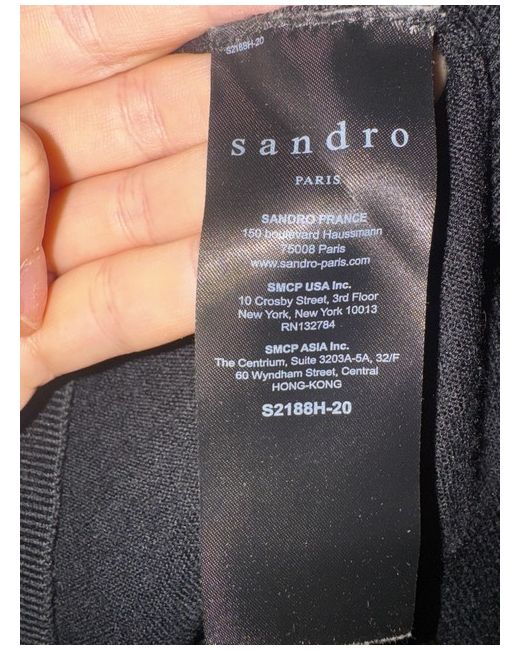 S2188H-20
sandro
PARIS
SANDRO FRANCE
150 boulevard Haussmann
75008 Paris
www.sandro-paris.com
SMCP USA Inc.
10 Crosby Street, 3rd Floor
New York, New York 10013
RN132784
SMCP ASIA Inc.
The Centrium, Suite 3203A-5A, 32/F
60 Wyndham Street, Central
HONG-KONG
S2188H-20